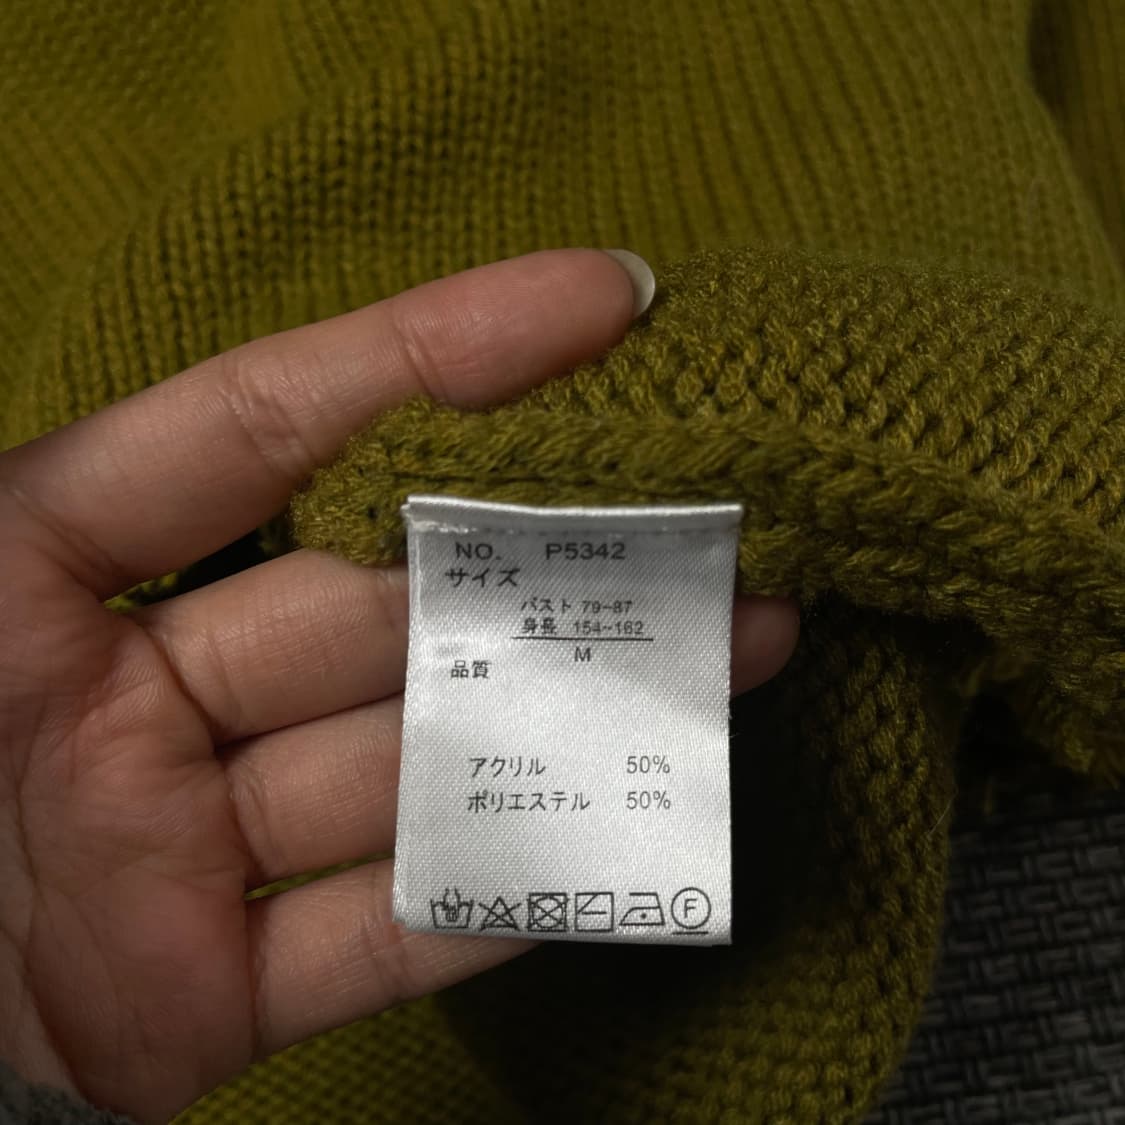 NO. P5342
サイズ
バスト 79-87
身長 154-162
M
品質
アクリル 50%
ポリエステル 50%
F